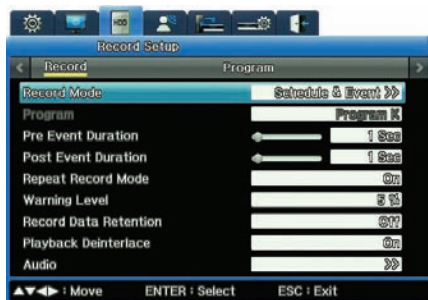 HDD
Record Setup
< Record Program >
Record Mode Schedule & Event >>
Program Program K
Pre Event Duration 1 Sec
Post Event Duration 1 Sec
Repeat Record Mode On
Warning Level 5 %
Record Data Retention Off
Playback Deinterlace On
Audio >>
▲▼◀▶ : Move ENTER : Select ESC : Exit